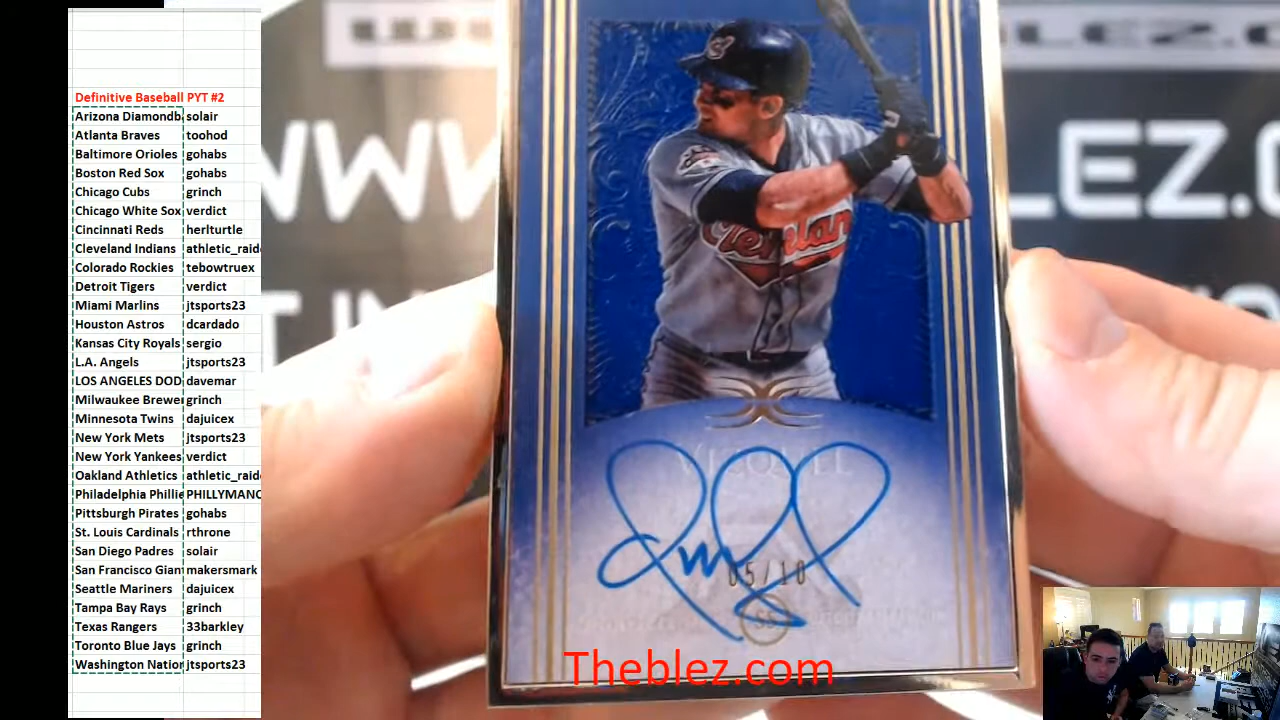 Definitive Baseball PYT #2
Arizona Diamondb solair
Atlanta Braves toohod
Baltimore Orioles gohabs
Boston Red Sox gohabs
Chicago Cubs grinch
Chicago White Sox verdict
Cincinnati Reds herlturtle
Cleveland Indians athletic_raide
Colorado Rockies tebowtruex
Detroit Tigers verdict
Miami Marlins jtsports23
Houston Astros dcardado
Kansas City Royals sergio
L.A. Angels jtsports23
LOS ANGELES DOD davemar
Milwaukee Brewer grinch
Minnesota Twins dajuicex
New York Mets jtsports23
New York Yankees verdict
Oakland Athletics athletic_raide
Philadelphia Phillie PHILLYMANC
Pittsburgh Pirates gohabs
St. Louis Cardinals rthrone
San Diego Padres solair
San Francisco Giant makersmark
Seattle Mariners dajuicex
Tampa Bay Rays grinch
Texas Rangers 33barkley
Toronto Blue Jays grinch
Washington Nation jtsports23
Cleveland
VIZQUEL
05/10
SS
Theblez.com